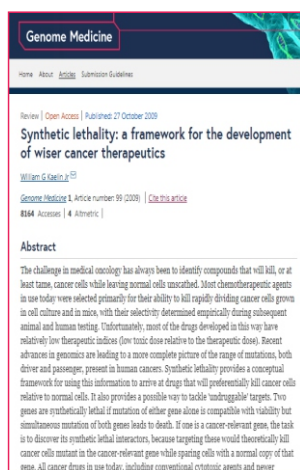 Genome Medicine
Home About Articles Submission Guidelines
Review | Open Access | Published: 27 October 2009
Synthetic lethality: a framework for the development
of wiser cancer therapeutics
William G Kaelin Jr
Genome Medicine 1, Article number: 99 (2009) | Cite this article
8164 Accesses | 4 Altmetric |
Abstract
The challenge in medical oncology has always been to identify compounds that will kill, or at
least tame, cancer cells while leaving normal cells unscathed. Most chemotherapeutic agents
in use today were selected primarily for their ability to kill rapidly dividing cancer cells grown
in cell culture and in mice, with their selectivity determined empirically during subsequent
animal and human testing. Unfortunately, most of the drugs developed in this way have
relatively low therapeutic indices (low toxic dose relative to the therapeutic dose). Recent
advances in genomics are leading to a more complete picture of the range of mutations, both
driver and passenger, present in human cancers. Synthetic lethality provides a conceptual
framework for using this information to arrive at drugs that will preferentially kill cancer cells
relative to normal cells. It also provides a possible way to tackle 'undruggable' targets. Two
genes are synthetically lethal if mutation of either gene alone is compatible with viability but
simultaneous mutation of both genes leads to death. If one is a cancer-relevant gene, the task
is to discover its synthetic lethal interactors, because targeting these would theoretically kill
cancer cells mutant in the cancer-relevant gene while sparing cells with a normal copy of that
gene. All cancer drugs in use today, including conventional cytotoxic agents and newer